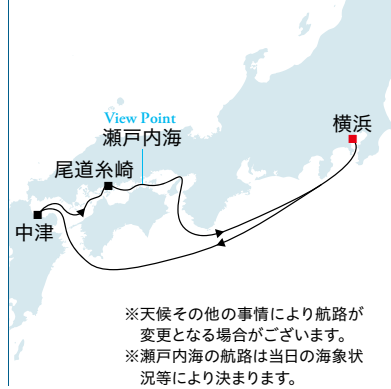 View Point
瀬戸内海
横浜
尾道糸崎
中津
※天候その他の事情により航路が
変更となる場合がございます。
※瀬戸内海の航路は当日の海象状
況等により決まります。